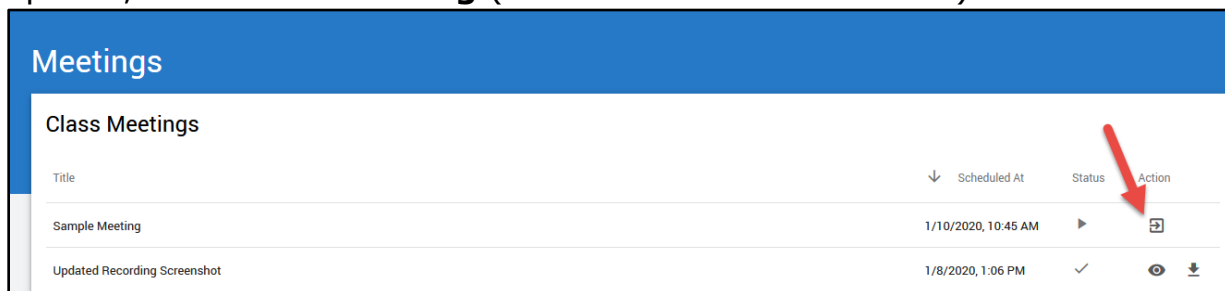 Meetings
Class Meetings
Title Scheduled At Status Action
Sample Meeting 1/10/2020, 10:45 AM
Updated Recording Screenshot 1/8/2020, 1:06 PM